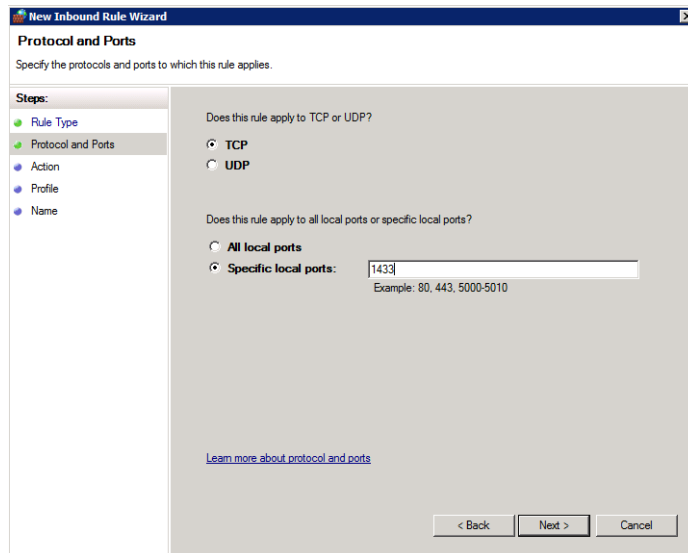 New Inbound Rule Wizard
Protocol and Ports
Specify the protocols and ports to which this rule applies.
Steps:
Rule Type
Protocol and Ports
Action
Profile
Name
Does this rule apply to TCP or UDP?
TCP
UDP
Does this rule apply to all local ports or specific local ports?
All local ports
Specific local ports:
1433
Example: 80, 443, 5000-5010
Learn more about protocol and ports
< Back
Next >
Cancel